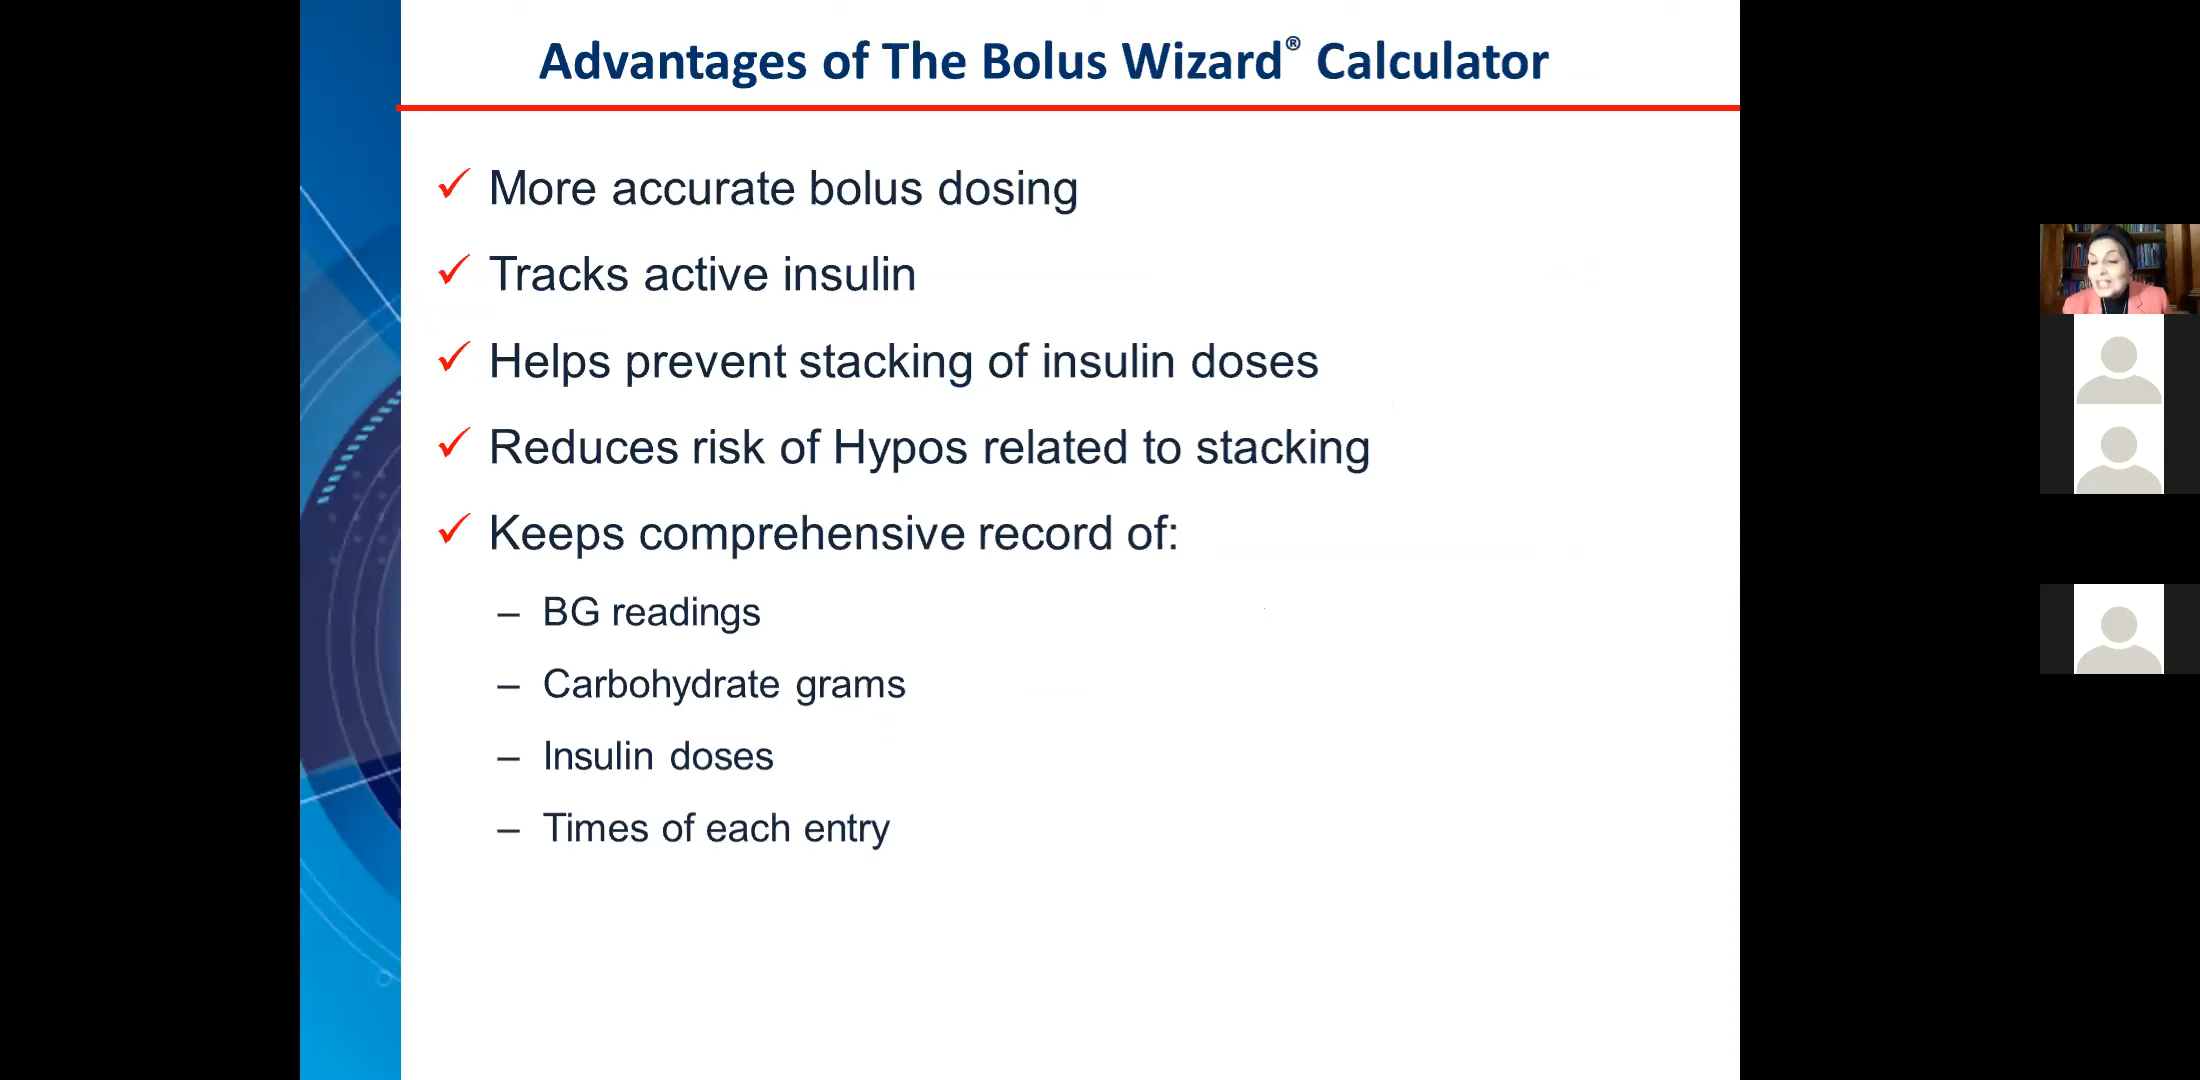 Advantages of The Bolus Wizard® Calculator
✓ More accurate bolus dosing
✓ Tracks active insulin
✓ Helps prevent stacking of insulin doses
✓ Reduces risk of Hypos related to stacking
✓ Keeps comprehensive record of:
– BG readings
– Carbohydrate grams
– Insulin doses
– Times of each entry